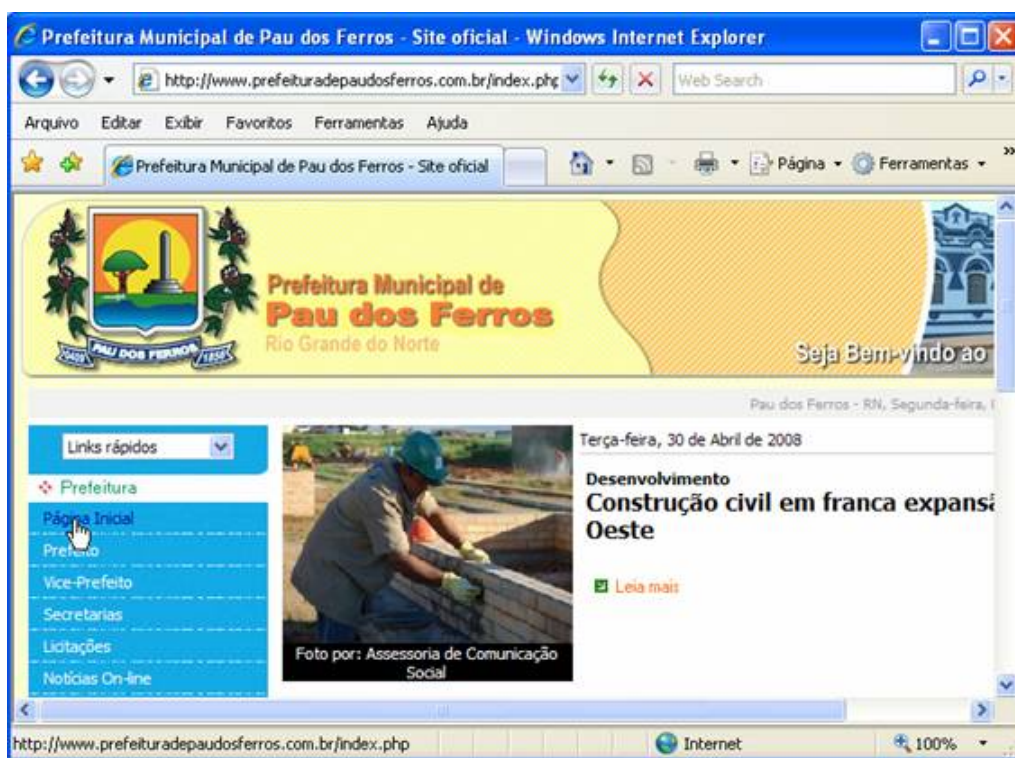 Prefeitura Municipal de Pau dos Ferros - Site oficial - Windows Internet Explorer
http://www.prefeituradepaudosferros.com.br/index.php
Web Search
Arquivo Editar Exibir Favoritos Ferramentas Ajuda
Prefeitura Municipal de Pau dos Ferros - Site oficial
Página
Ferramentas
»
Prefeitura Municipal de
Pau dos Ferros
Rio Grande do Norte
PAU DOS FERROS
1856
Seja Bem-vindo ao
Pau dos Ferros - RN, Segunda-feira,
Links rápidos
Prefeitura
Página Inicial
Prefeito
Vice-Prefeito
Secretarias
Licitações
Notícias On-line
Foto por: Assessoria de Comunicação
Social
Terça-feira, 30 de Abril de 2008
Desenvolvimento
Construção civil em franca expansã
Oeste
Leia mais
http://www.prefeituradepaudosferros.com.br/index.php
Internet
100%